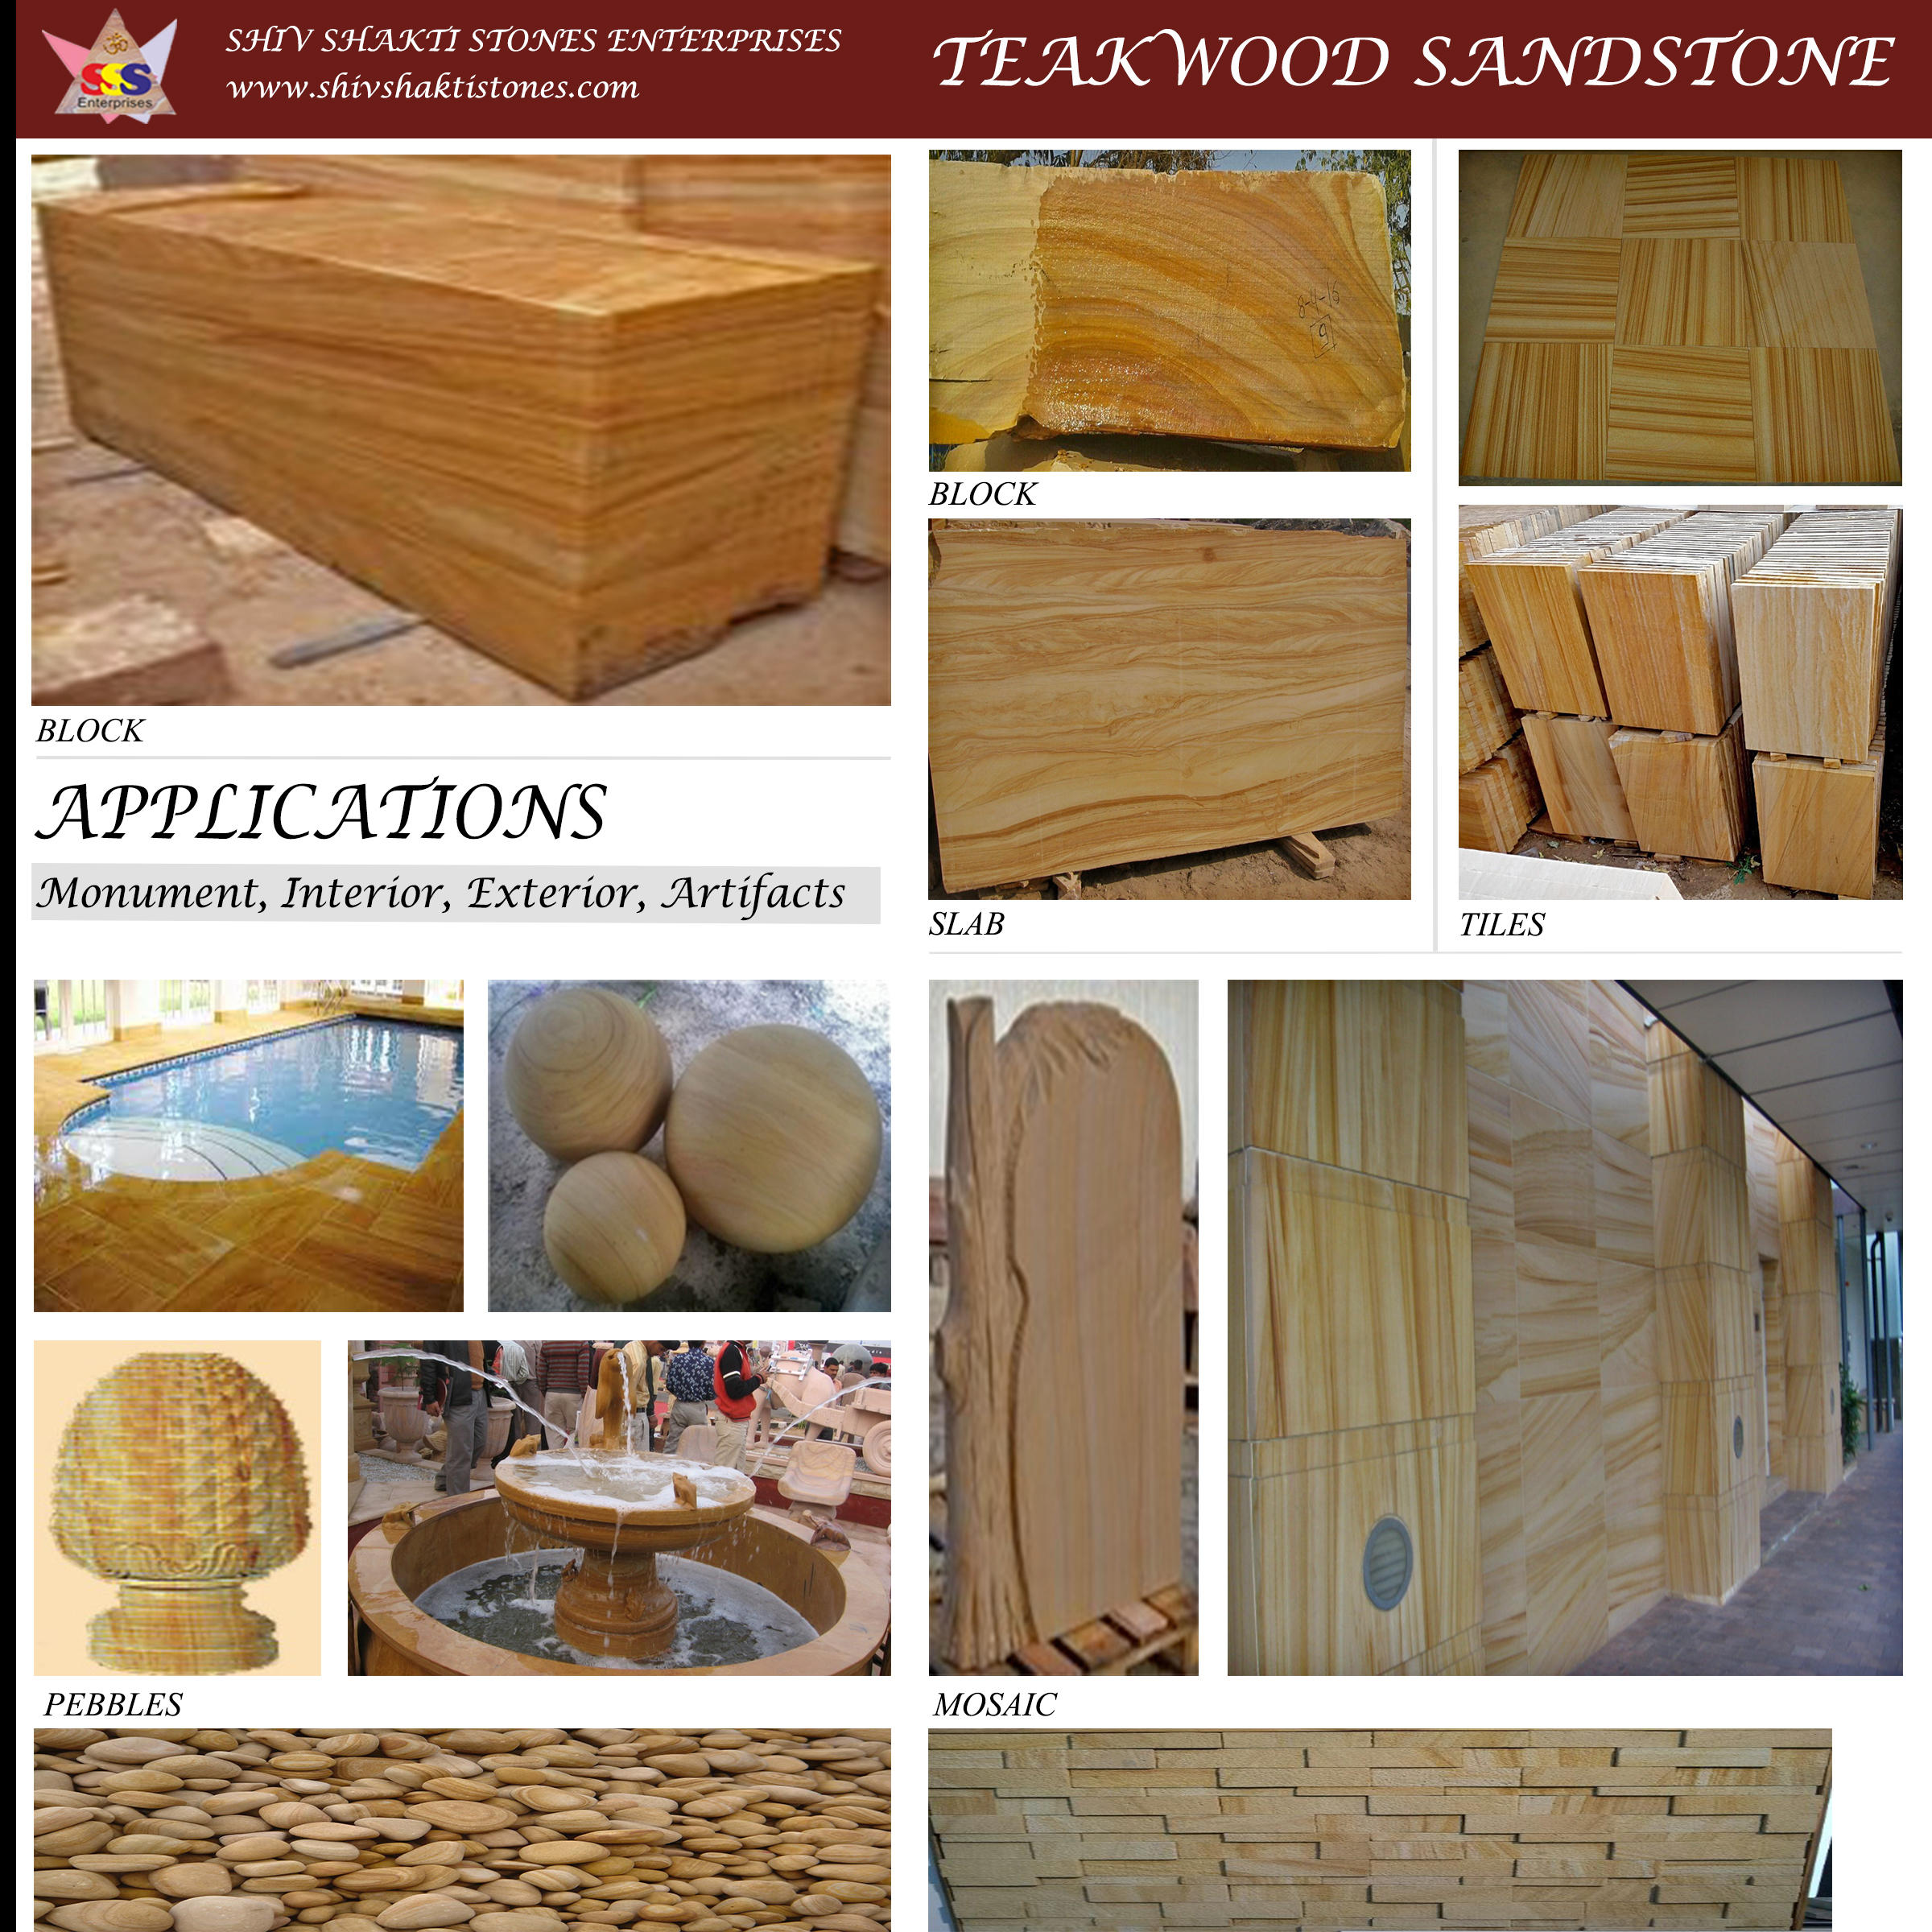 ॐ
SSS
Enterprises
SHIV SHAKTI STONES ENTERPRISES
www.shivshaktistones.com
TEAKWOOD SANDSTONE
BLOCK
8-4-15
9
BLOCK
SLAB
TILES
APPLICATIONS
Monument, Interior, Exterior, Artifacts
PEBBLES
MOSAIC